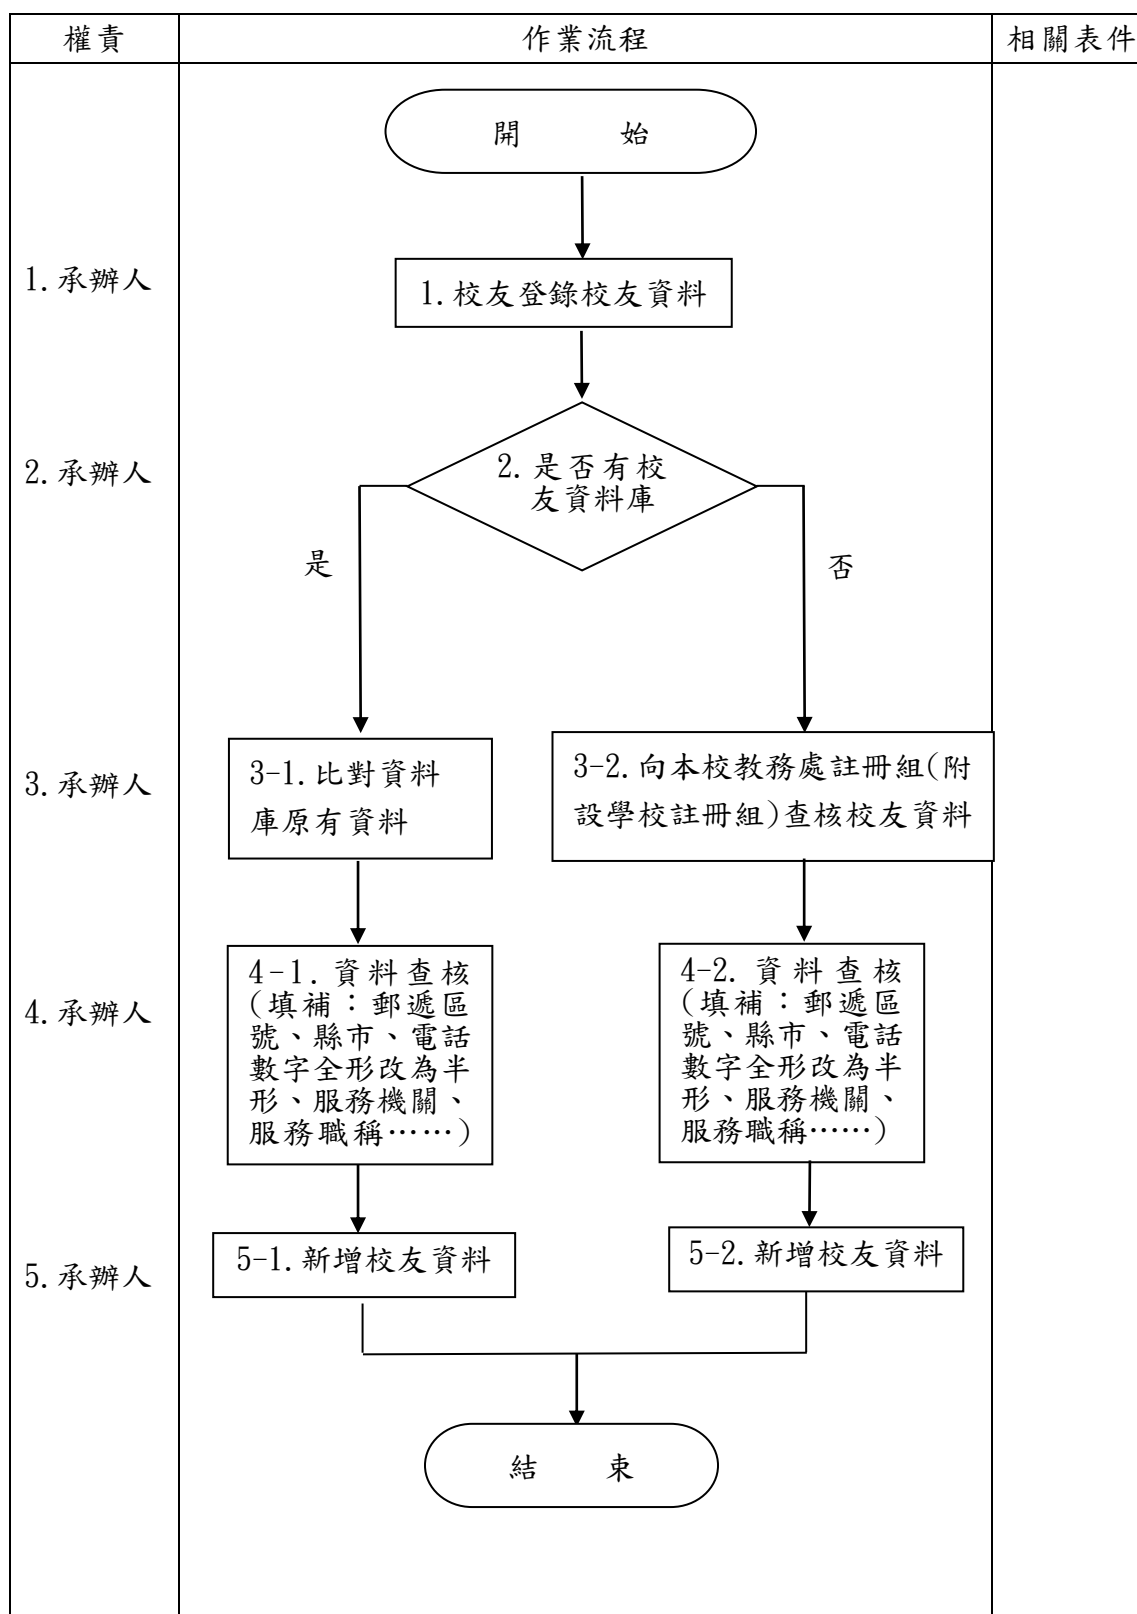 權責 作業流程 相關表件
開 始
1.承辦人
1.校友登錄校友資料
2.承辦人
2.是否有校
友資料庫
是
否
3.承辦人
3-1.比對資料
庫原有資料
3-2.向本校教務處註冊組(附
設學校註冊組)查核校友資料
4.承辦人
4-1.資料查核
(填補：郵遞區
號、縣市、電話
數字全形改為半
形、服務機關、
服務職稱……)
4-2.資料查核
(填補：郵遞區
號、縣市、電話
數字全形改為半
形、服務機關、
服務職稱……)
5.承辦人
5-1.新增校友資料
5-2.新增校友資料
結 束